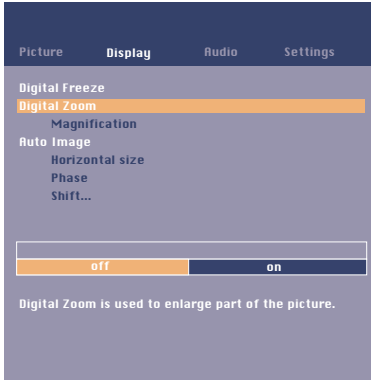 Picture Display Audio Settings
Digital Freeze
Digital Zoom
Magnification
Auto Image
Horizontal size
Phase
Shift...
off on
Digital Zoom is used to enlarge part of the picture.